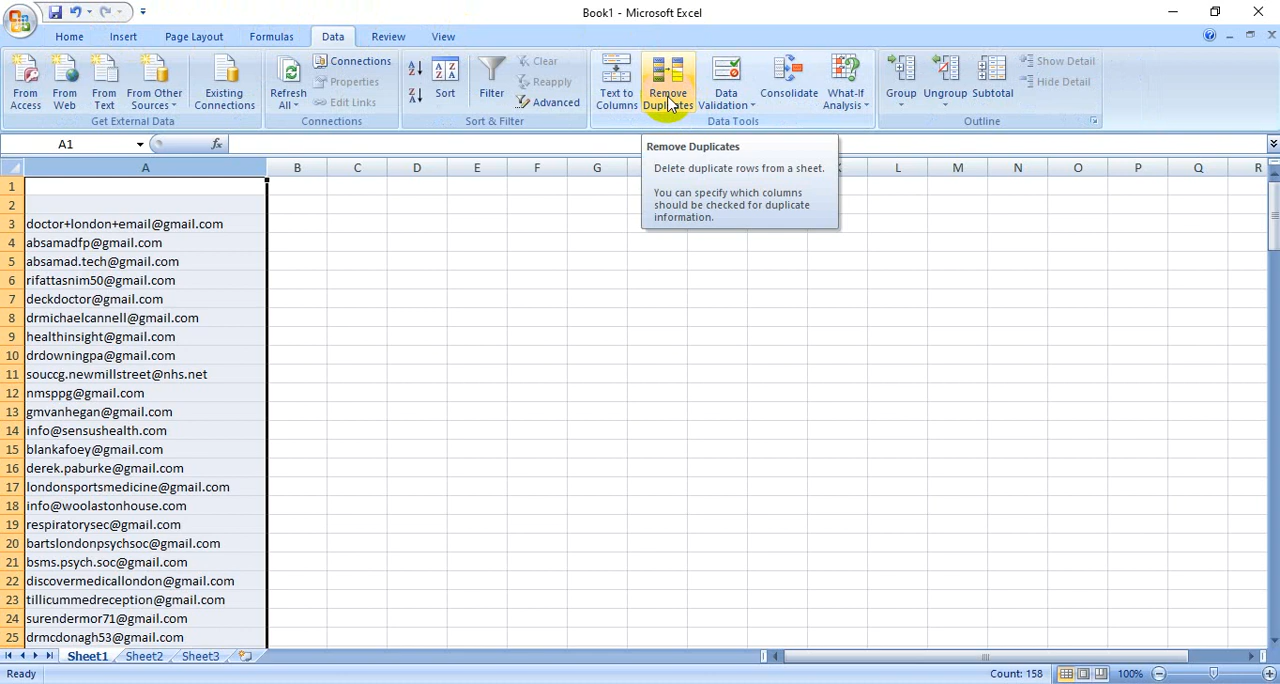 Book1 - Microsoft Excel
Home Insert Page Layout Formulas Data Review View
From Access
From Web
From Text
From Other Sources
Existing Connections
Get External Data
Refresh All
Connections
Properties
Edit Links
Connections
Sort
Filter
Clear
Reapply
Advanced
Sort & Filter
Text to Columns
Remove Duplicates
Data Validation
Consolidate
What-If Analysis
Data Tools
Group
Ungroup
Subtotal
Show Detail
Hide Detail
Outline
A1 fx
Remove Duplicates
Delete duplicate rows from a sheet.
You can specify which columns
should be checked for duplicate
information.
A B C D E F G L M N O P Q R
1
2
3 doctor+london+email@gmail.com
4 absamadfp@gmail.com
5 absamad.tech@gmail.com
6 rifattasnim50@gmail.com
7 deckdoctor@gmail.com
8 drmichaelcannell@gmail.com
9 healthinsight@gmail.com
10 drdowningpa@gmail.com
11 souccg.newmillstreet@nhs.net
12 nmsppg@gmail.com
13 gmvanhegan@gmail.com
14 info@sensushealth.com
15 blankafoey@gmail.com
16 derek.paburke@gmail.com
17 londonsportsmedicine@gmail.com
18 info@woolastonhouse.com
19 respiratorysec@gmail.com
20 bartslondonpsychsoc@gmail.com
21 bsms.psych.soc@gmail.com
22 discovermedicallondon@gmail.com
23 tillicummedreception@gmail.com
24 surendermor71@gmail.com
25 drmcdonagh53@gmail.com
Sheet1 Sheet2 Sheet3
Ready Count: 158 100%